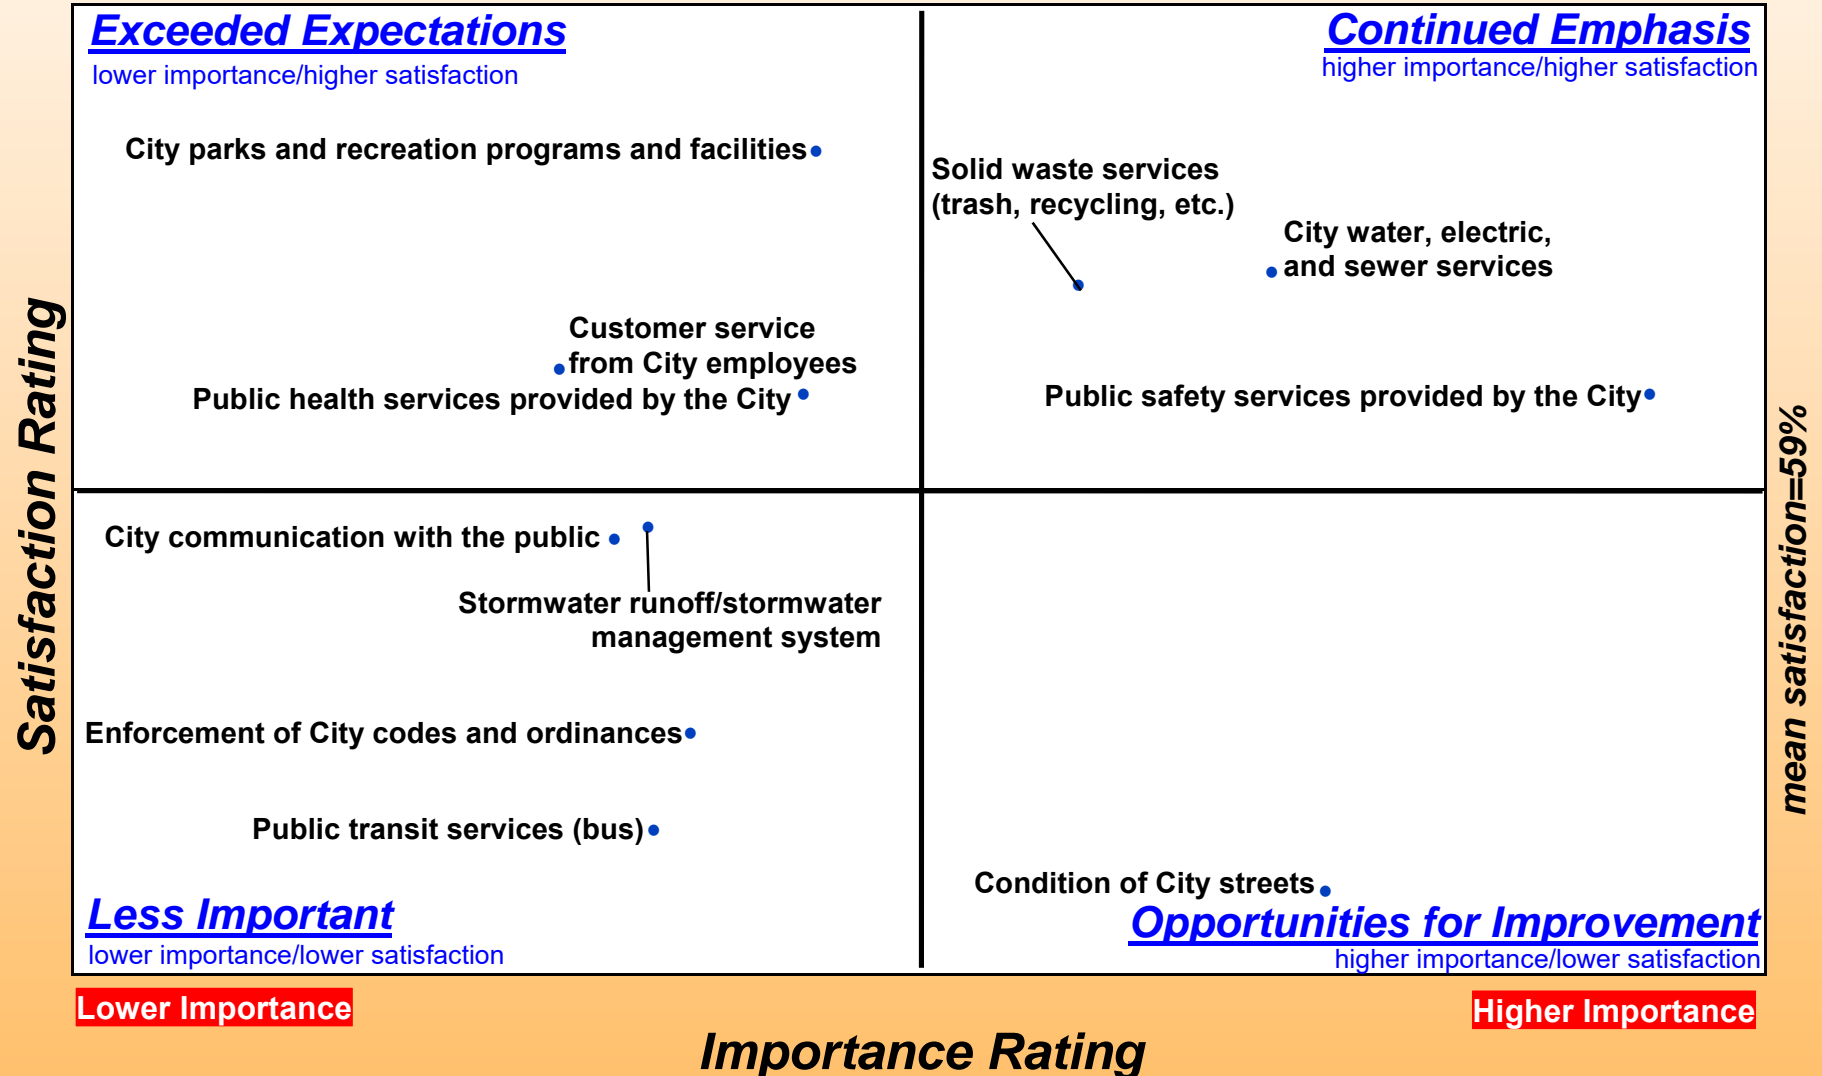 Exceeded Expectations
lower importance/higher satisfaction
Continued Emphasis
higher importance/higher satisfaction
City parks and recreation programs and facilities
Solid waste services
(trash, recycling, etc.)
City water, electric,
and sewer services
Customer service
from City employees
Public health services provided by the City
Public safety services provided by the City
Satisfaction Rating
mean satisfaction=59%
City communication with the public
Stormwater runoff/stormwater
management system
Enforcement of City codes and ordinances
Public transit services (bus)
Condition of City streets
Less Important
lower importance/lower satisfaction
Opportunities for Improvement
higher importance/lower satisfaction
Lower Importance
Higher Importance
Importance Rating